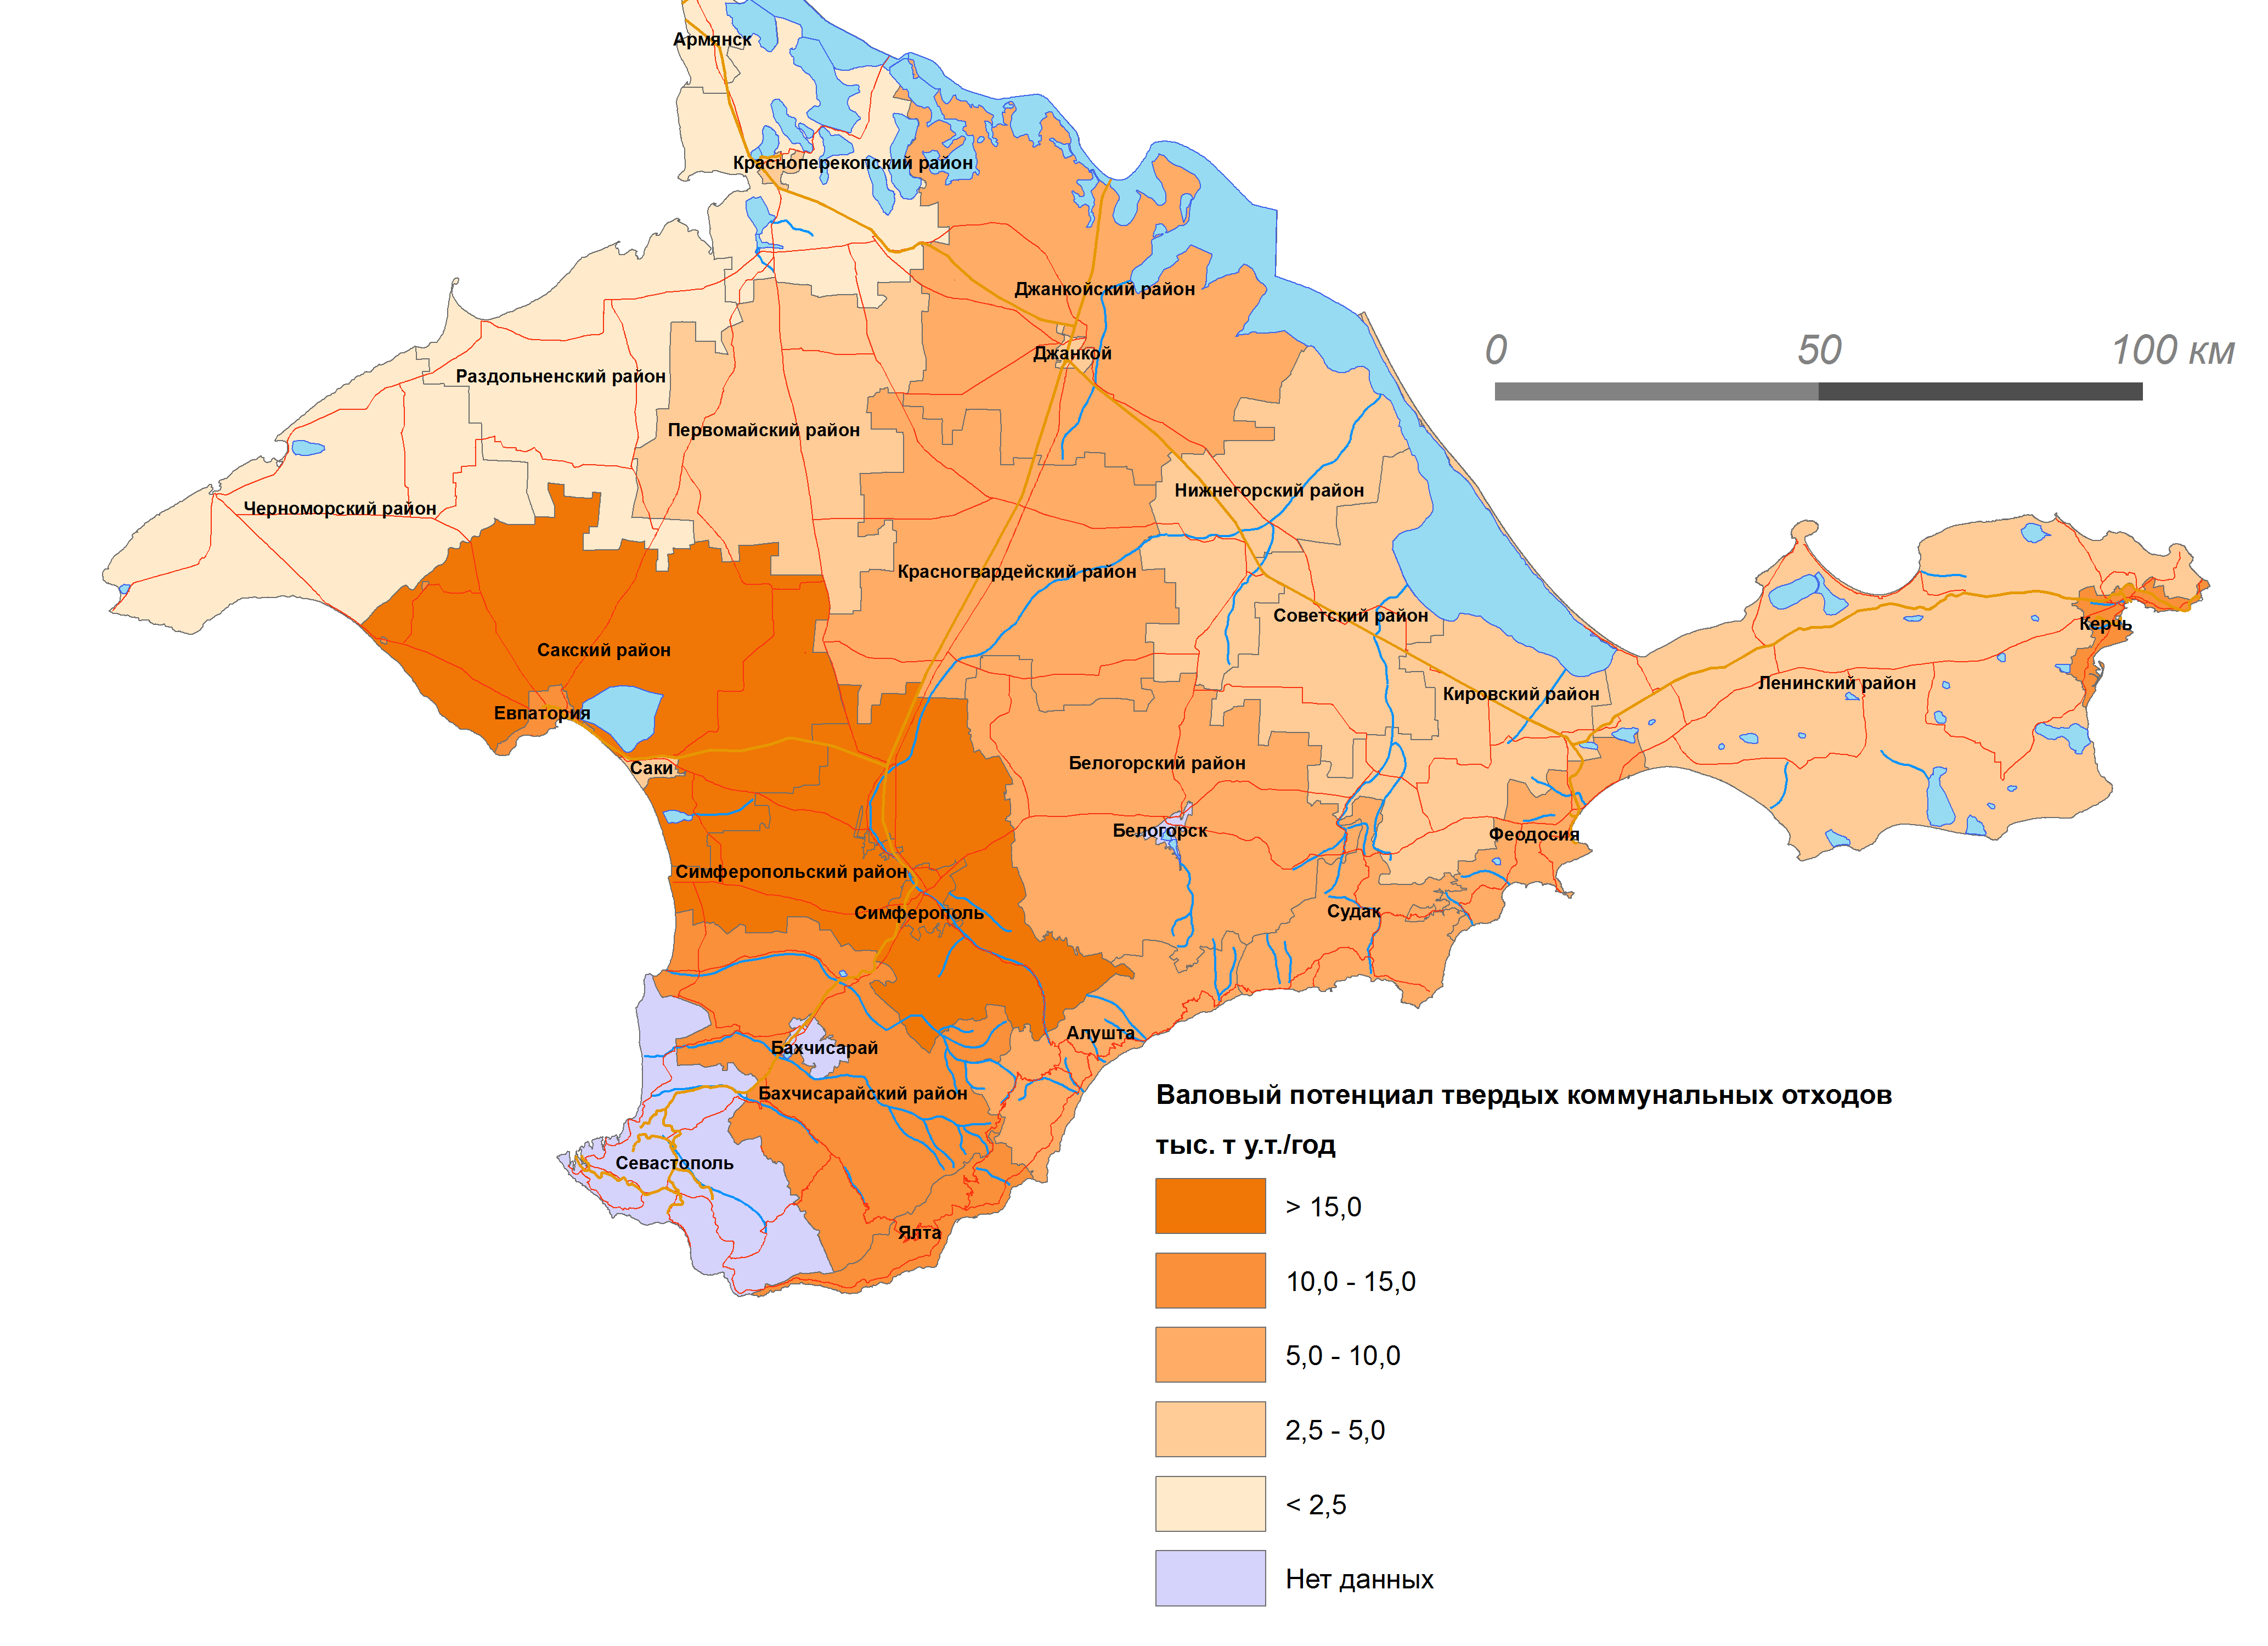 Армянск
Красноперекопский район
Джанкойский район
0 50 100 км
Джанкой
Раздольненский район
Первомайский район
Нижнегорский район
Черноморский район
Красногвардейский район
Советский район
Керчь
Сакский район
Ленинский район
Кировский район
Евпатория
Белогорский район
Саки
Белогорск
Феодосия
Симферопольский район
Судак
Симферополь
Алушта
Бахчисарай
Бахчисарайский район
Севастополь
Ялта
Валовый потенциал твердых коммунальных отходов
тыс. т у.т./год
> 15,0
10,0 - 15,0
5,0 - 10,0
2,5 - 5,0
< 2,5
Нет данных